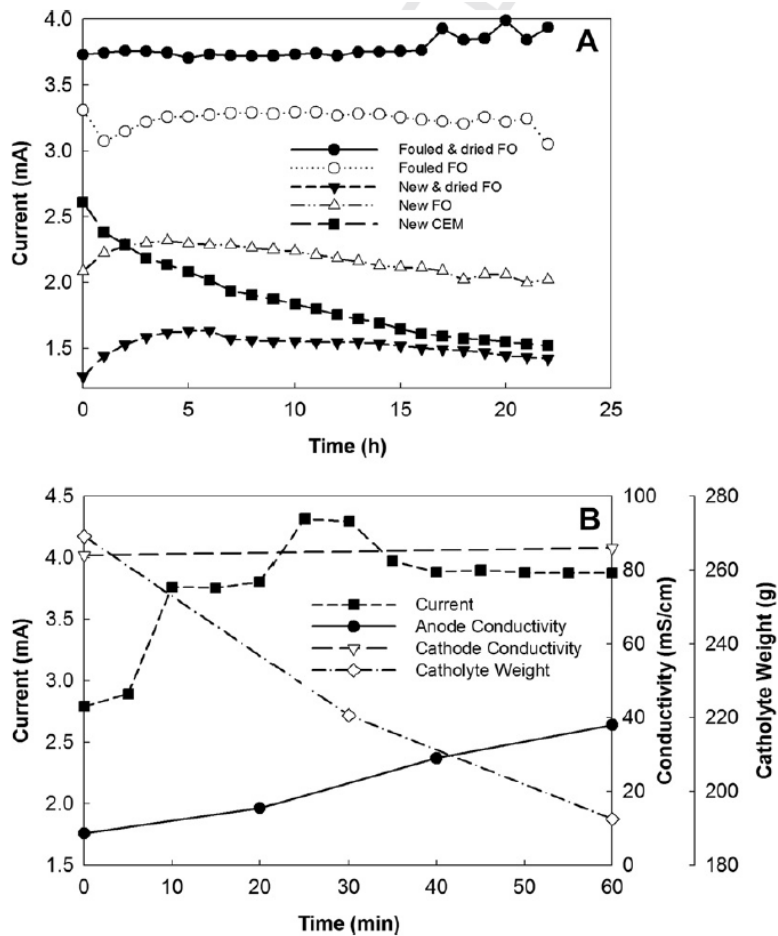 A
4.0
3.5
3.0
2.5
2.0
1.5
Current (mA)
Fouled & dried FO
Fouled FO
New & dried FO
New FO
New CEM
0 5 10 15 20 25
Time (h)
B
4.5
4.0
3.5
3.0
2.5
2.0
1.5
Current (mA)
Current
Anode Conductivity
Cathode Conductivity
Catholyte Weight
100
80
60
40
20
0
Conductivity (mS/cm)
280
260
240
220
200
180
Catholyte Weight (g)
0 10 20 30 40 50 60
Time (min)